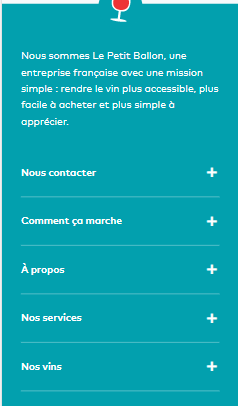 Nous sommes Le Petit Ballon, une
entreprise française avec une mission
simple : rendre le vin plus accessible, plus
facile à acheter et plus simple à
apprécier.
Nous contacter +
Comment ça marche +
À propos +
Nos services +
Nos vins +